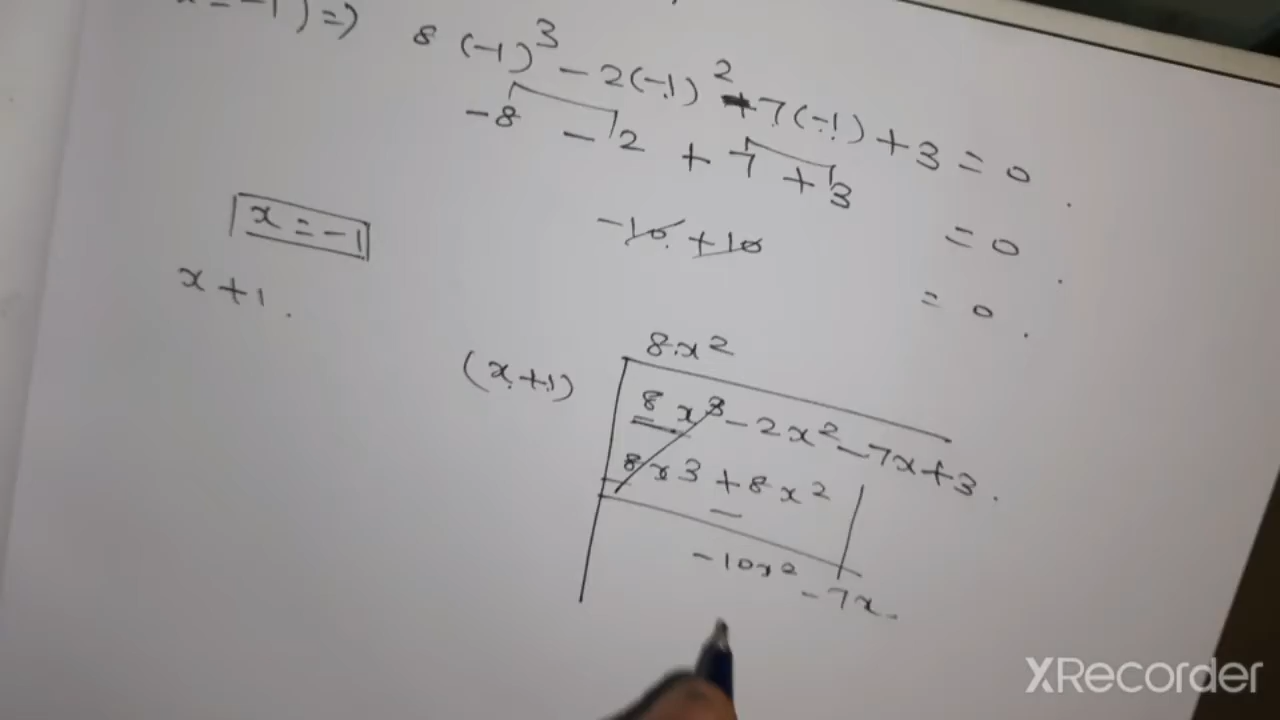 x = -1) => 8 (-1)³ - 2(-1)² + 7(-1) + 3 = 0 .
-8 - 2 + 7 + 3 = 0 .
-10 + 10 = 0 .
x = -1
x + 1 .
8x²
(x+1) 8x³ - 2x² - 7x + 3 .
8x3 + 8x²
-
-10x² - 7x .
XRecorder